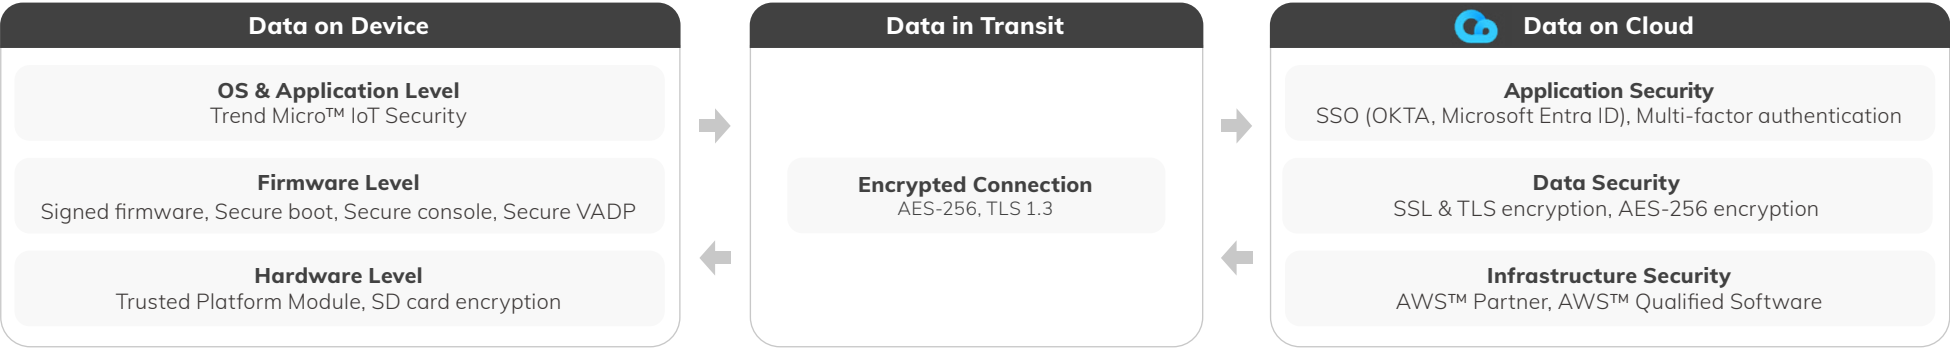 Data on Device
OS & Application Level
Trend Micro™ IoT Security
Firmware Level
Signed firmware, Secure boot, Secure console, Secure VADP
Hardware Level
Trusted Platform Module, SD card encryption
Data in Transit
Encrypted Connection
AES-256, TLS 1.3
Data on Cloud
Application Security
SSO (OKTA, Microsoft Entra ID), Multi-factor authentication
Data Security
SSL & TLS encryption, AES-256 encryption
Infrastructure Security
AWS™ Partner, AWS™ Qualified Software